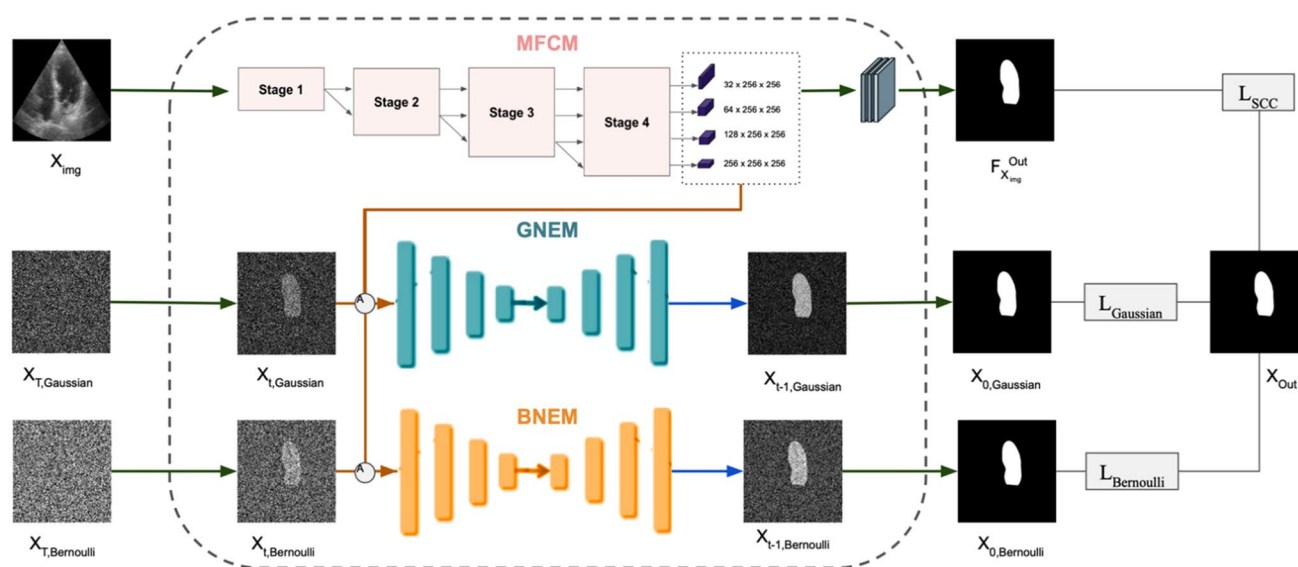 MFCM
Stage 1
Stage 2
Stage 3
Stage 4
32 x 256 x 256
64 x 256 x 256
128 x 256 x 256
256 x 256 x 256
X_img
F_X_img^Out
L_SCC
GNEM
A
X_T,Gaussian
X_t,Gaussian
X_t-1,Gaussian
X_0,Gaussian
L_Gaussian
X_Out
BNEM
A
X_T,Bernoulli
X_t,Bernoulli
X_t-1,Bernoulli
X_0,Bernoulli
L_Bernoulli